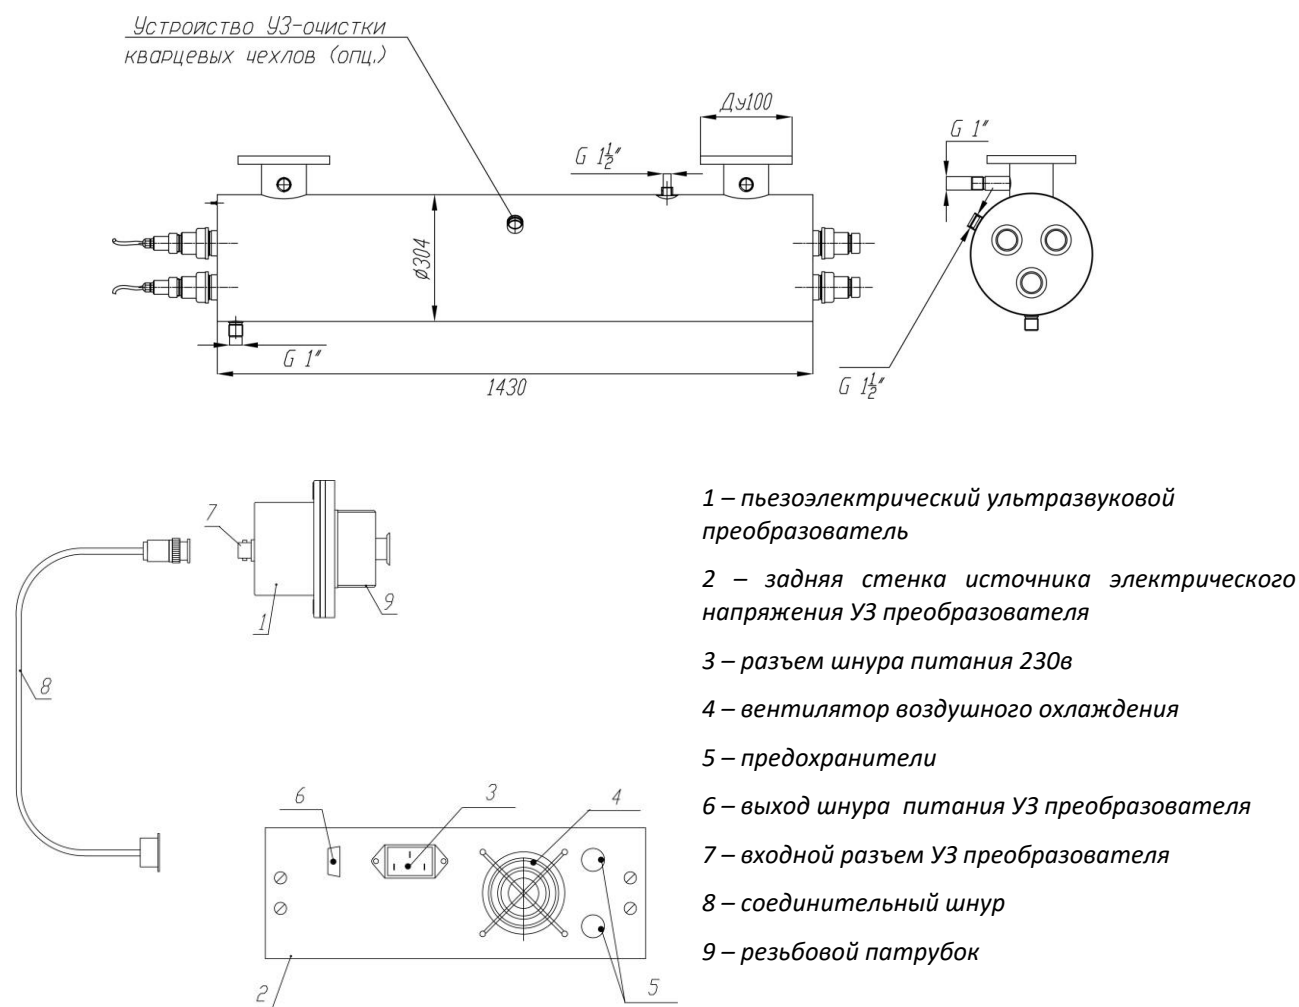 Устройство УЗ-очистки
кварцевых чехлов (опц.)
Ду100
G 1"
G 1½"
ø304
G 1"
1430
G 1½"
1 – пьезоэлектрический ультразвуковой
преобразователь
2 – задняя стенка источника электрического
напряжения УЗ преобразователя
3 – разъем шнура питания 230в
4 – вентилятор воздушного охлаждения
5 – предохранители
6 – выход шнура питания УЗ преобразователя
7 – входной разъем УЗ преобразователя
8 – соединительный шнур
9 – резьбовой патрубок
7
9
1
8
6
3
4
2
5